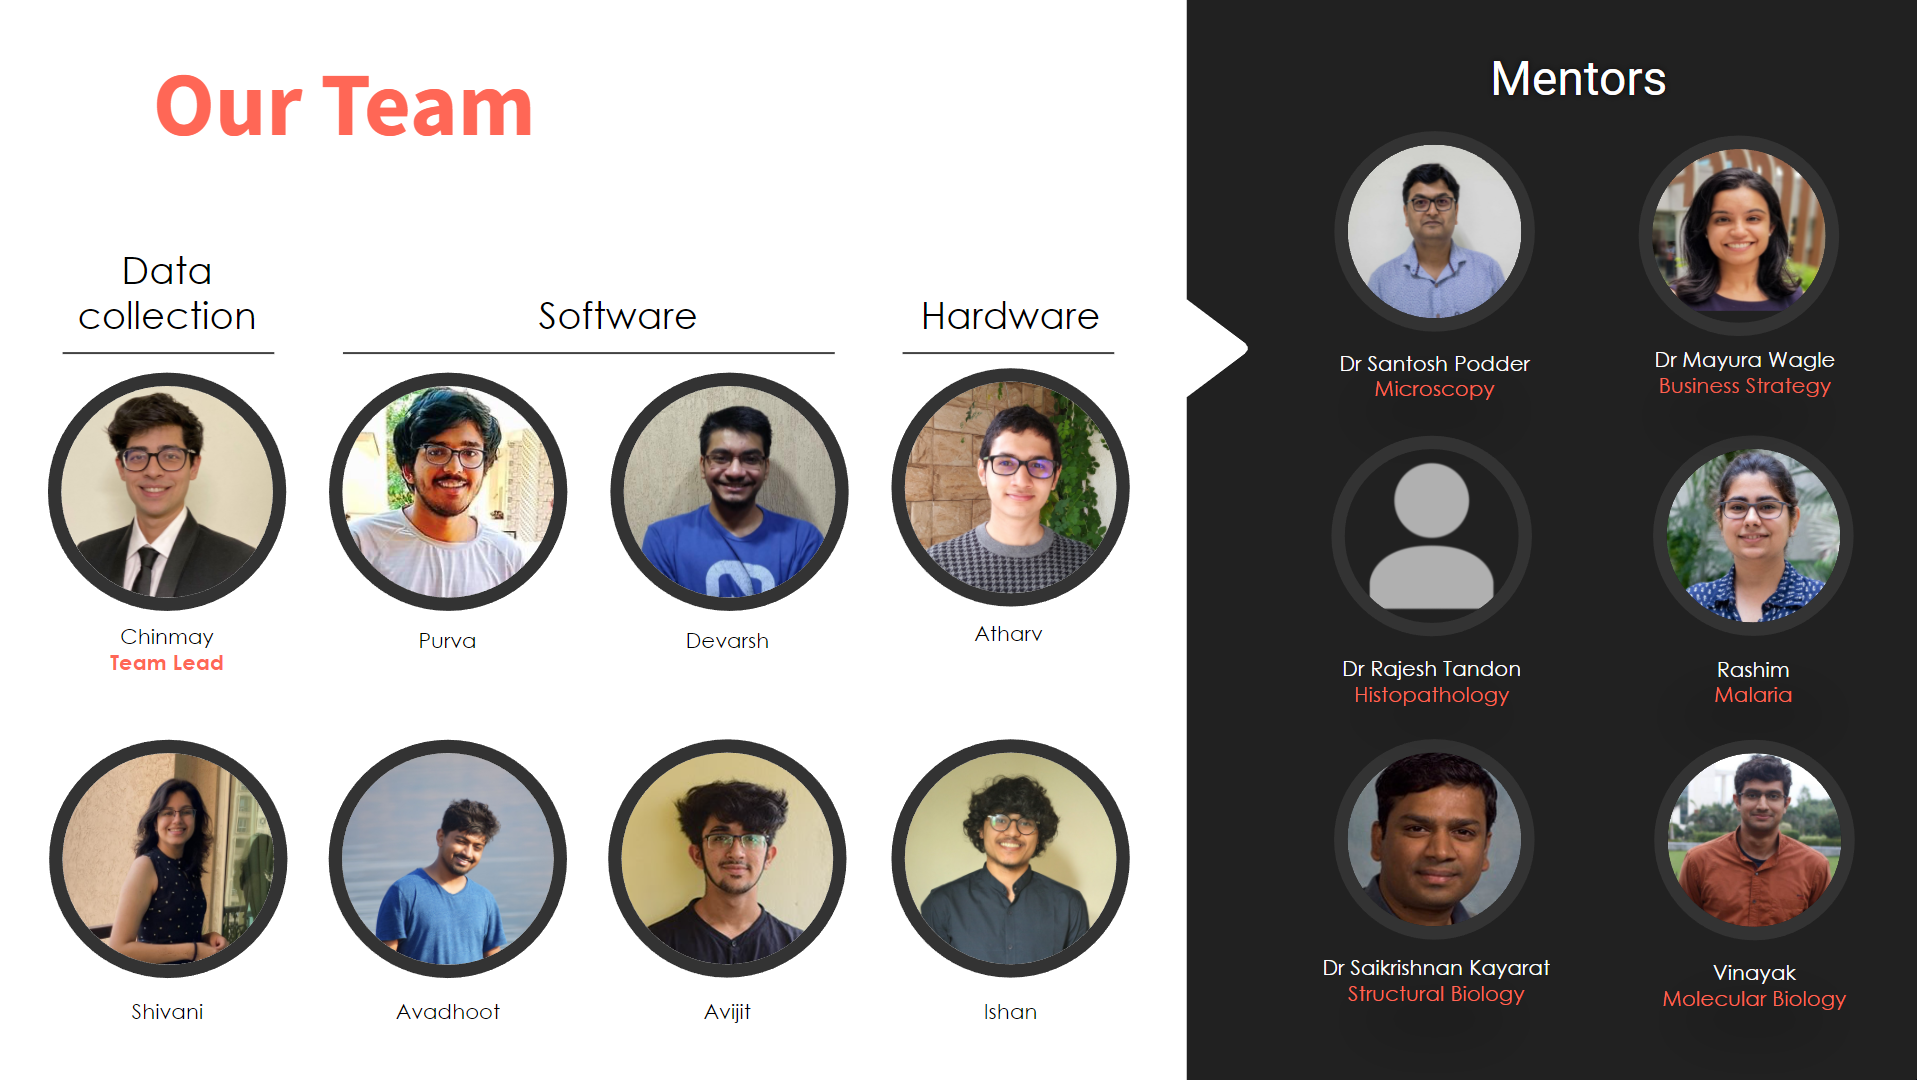 Our Team
Data
collection
Software
Hardware
Chinmay
Team Lead
Purva
Devarsh
Atharv
Shivani
Avadhoot
Avijit
Ishan
Mentors
Dr Santosh Podder
Microscopy
Dr Mayura Wagle
Business Strategy
Dr Rajesh Tandon
Histopathology
Rashim
Malaria
Dr Saikrishnan Kayarat
Structural Biology
Vinayak
Molecular Biology